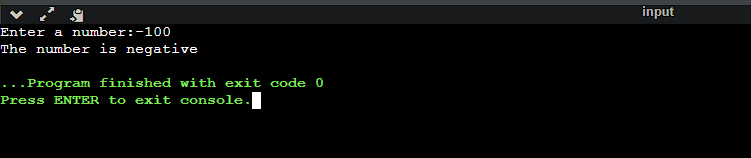 input
Enter a number:-100
The number is negative
...Program finished with exit code 0
Press ENTER to exit console.